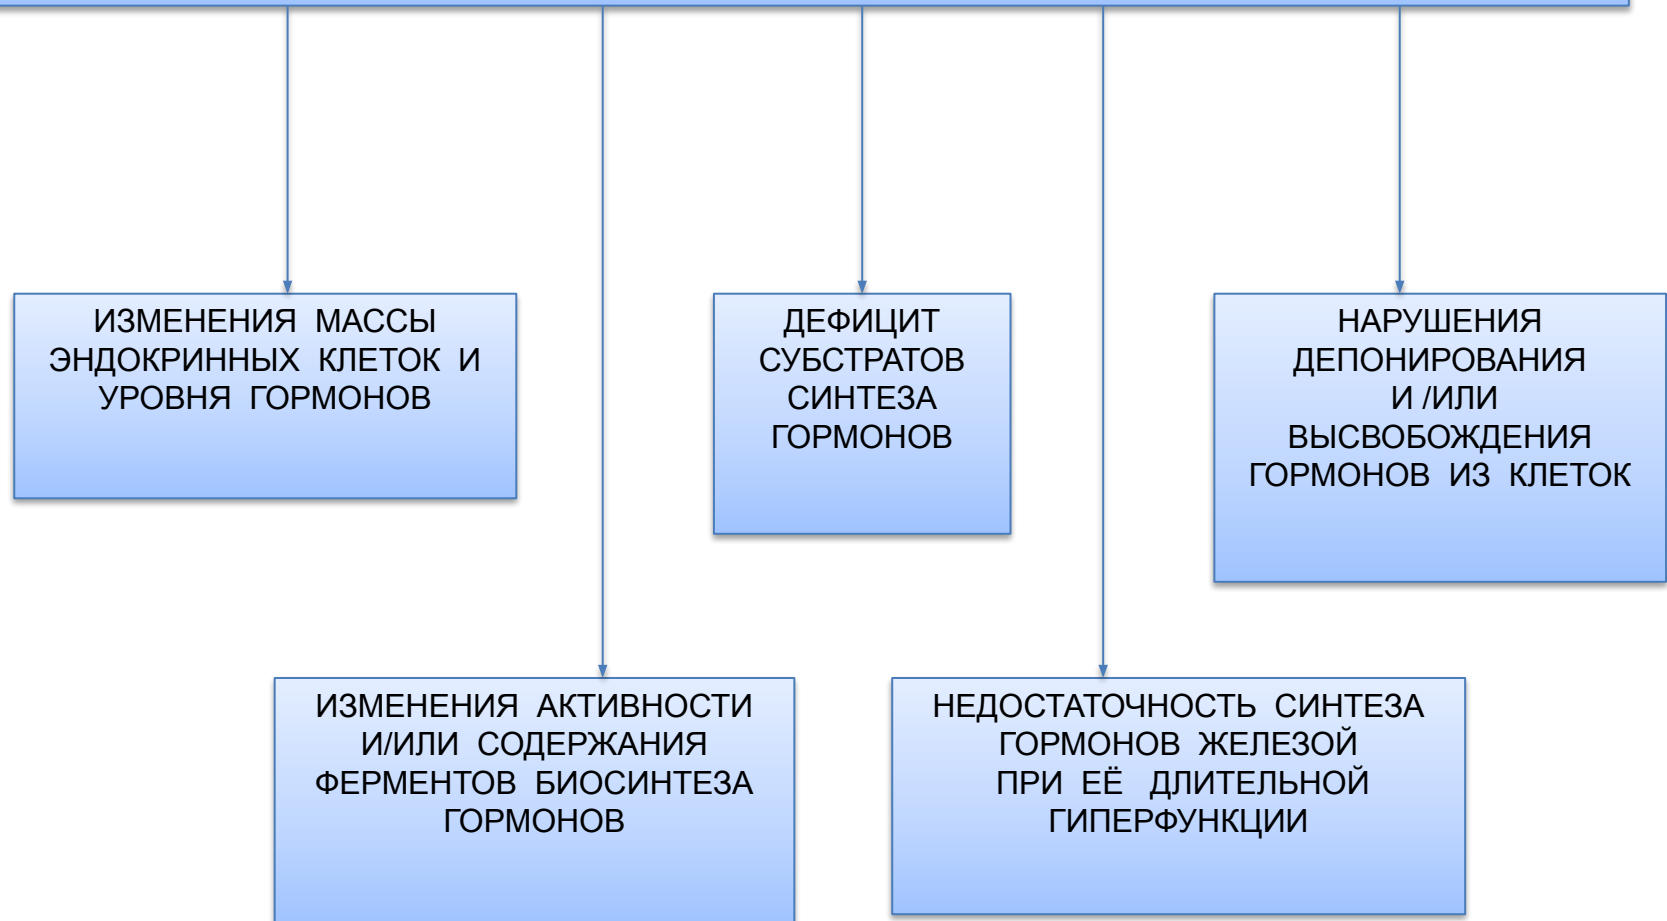 ИЗМЕНЕНИЯ МАССЫ
ЭНДОКРИННЫХ КЛЕТОК И
УРОВНЯ ГОРМОНОВ
ДЕФИЦИТ
СУБСТРАТОВ
СИНТЕЗА
ГОРМОНОВ
НАРУШЕНИЯ
ДЕПОНИРОВАНИЯ
И /ИЛИ
ВЫСВОБОЖДЕНИЯ
ГОРМОНОВ ИЗ КЛЕТОК
ИЗМЕНЕНИЯ АКТИВНОСТИ
И/ИЛИ СОДЕРЖАНИЯ
ФЕРМЕНТОВ БИОСИНТЕЗА
ГОРМОНОВ
НЕДОСТАТОЧНОСТЬ СИНТЕЗА
ГОРМОНОВ ЖЕЛЕЗОЙ
ПРИ ЕЁ ДЛИТЕЛЬНОЙ
ГИПЕРФУНКЦИИ